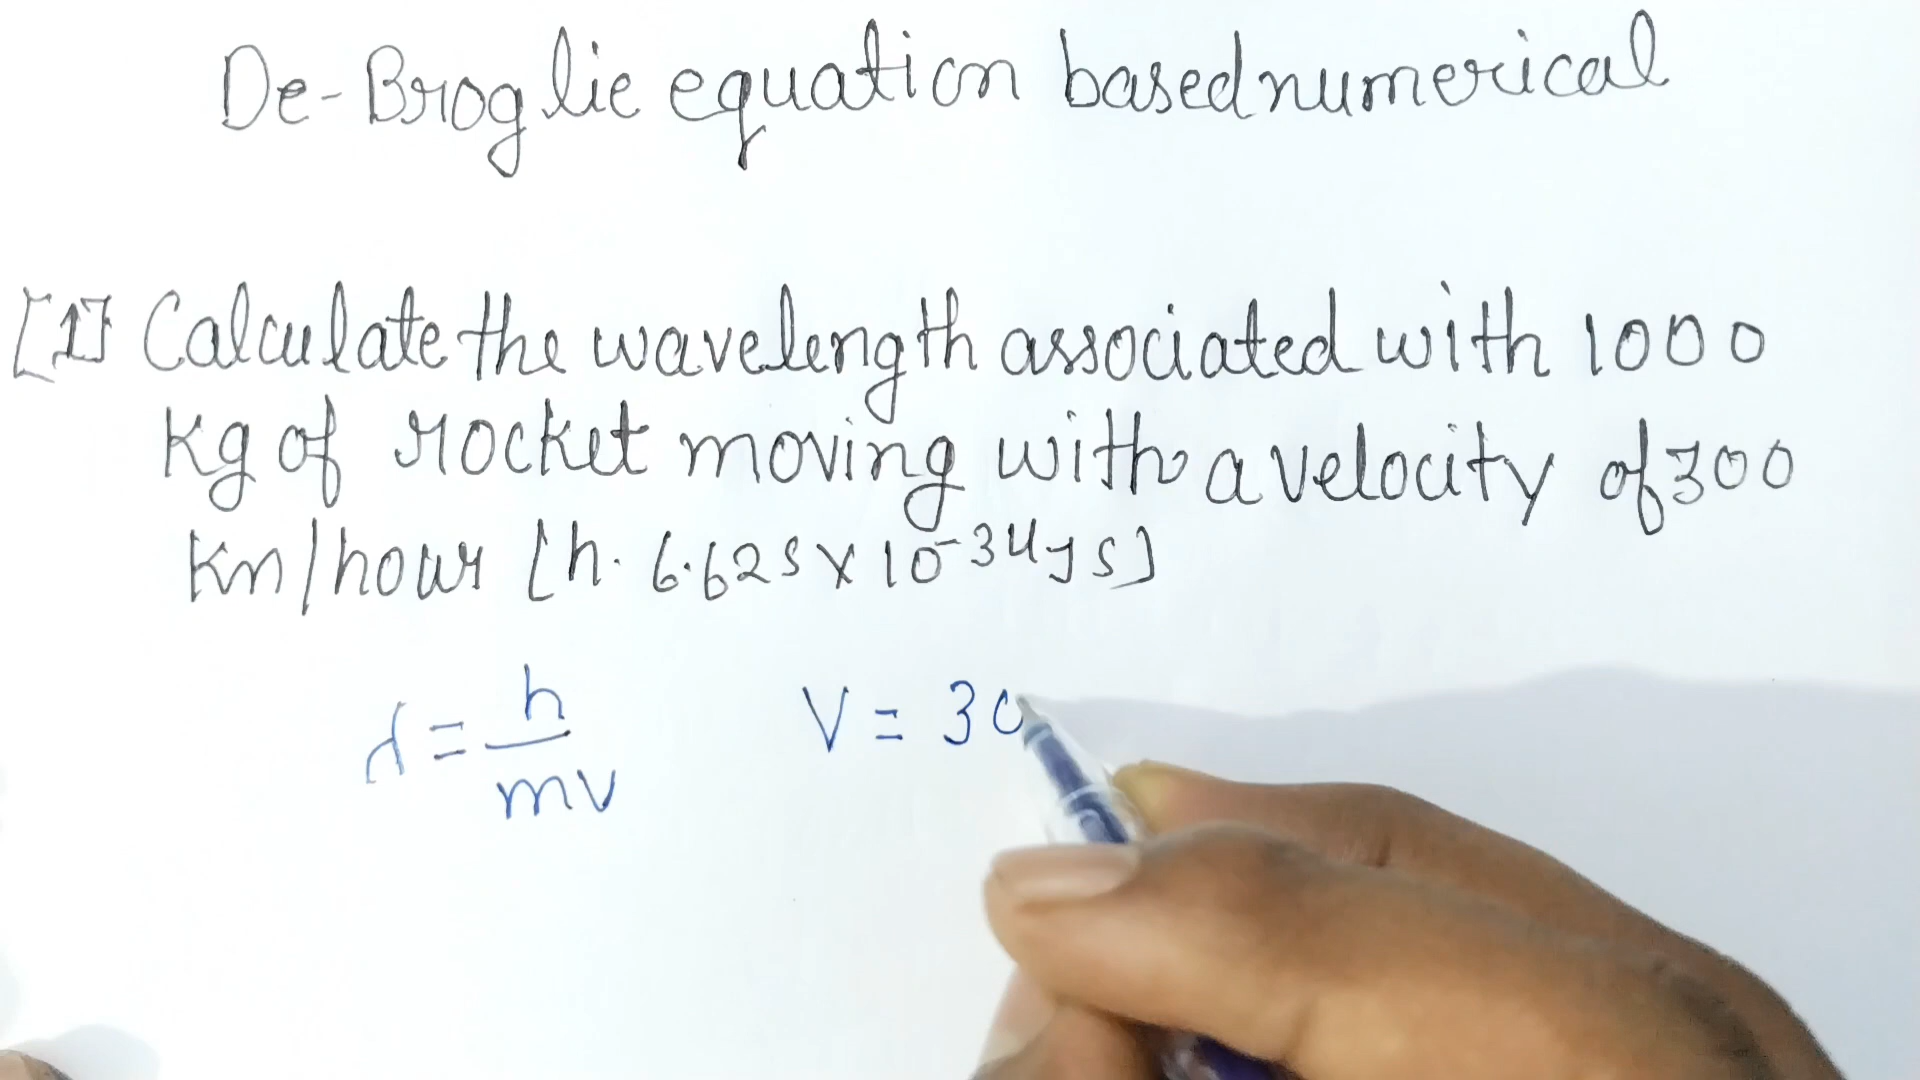 De-Broglie equation based numerical
[1] Calculate the wavelength associated with 1000
kg of rocket moving with a velocity of 300
km/hour [h. 6.625 x 10^-34 Js]
λ = h/mv
V = 30